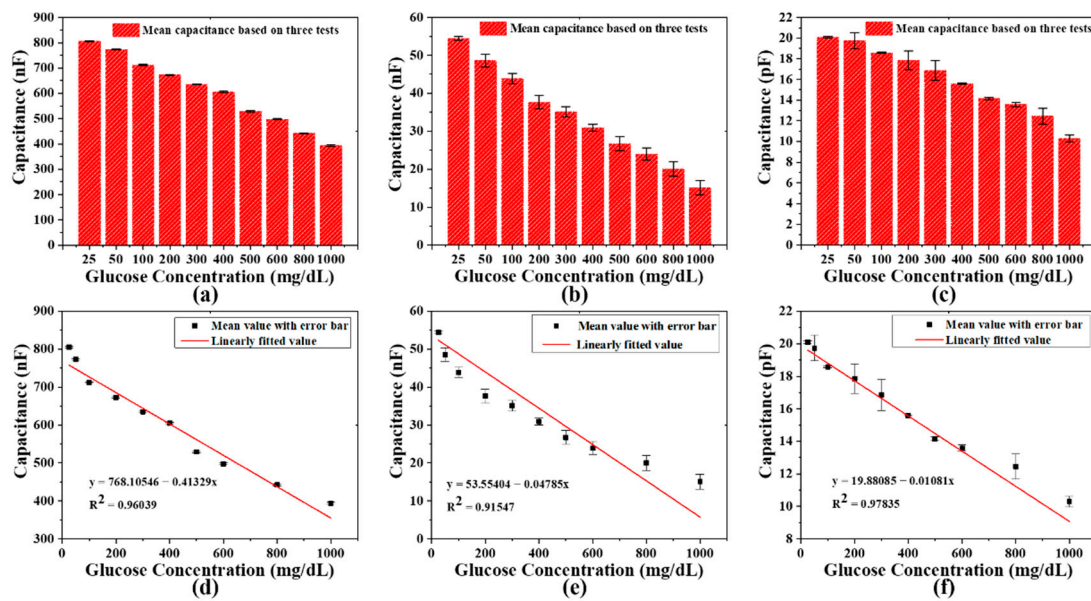 900
800
700
600
500
400
300
200
100
0
Capacitance (nF)
Mean capacitance based on three tests
25 50 100 200 300 400 500 600 800 1000
Glucose Concentration (mg/dL)
(a)
60
50
40
30
20
10
0
Capacitance (nF)
Mean capacitance based on three tests
25 50 100 200 300 400 500 600 800 1000
Glucose Concentration (mg/dL)
(b)
22
20
18
16
14
12
10
8
6
4
2
0
Capacitance (pF)
Mean capacitance based on three tests
25 50 100 200 300 400 500 600 800 1000
Glucose Concentration (mg/dL)
(c)
900
800
700
600
500
400
300
Capacitance (nF)
Mean value with error bar
Linearly fitted value
y = 768.10546 − 0.41329x
R² = 0.96039
0 200 400 600 800 1000
Glucose Concentration (mg/dL)
(d)
60
50
40
30
20
10
0
Capacitance (nF)
Mean value with error bar
Linearly fitted value
y = 53.55404 − 0.04785x
R² = 0.91547
0 200 400 600 800 1000
Glucose Concentration (mg/dL)
(e)
22
20
18
16
14
12
10
8
Capacitance (pF)
Mean value with error bar
Linearly fitted value
y = 19.88085 − 0.01081x
R² = 0.97835
0 200 400 600 800 1000
Glucose Concentration (mg/dL)
(f)